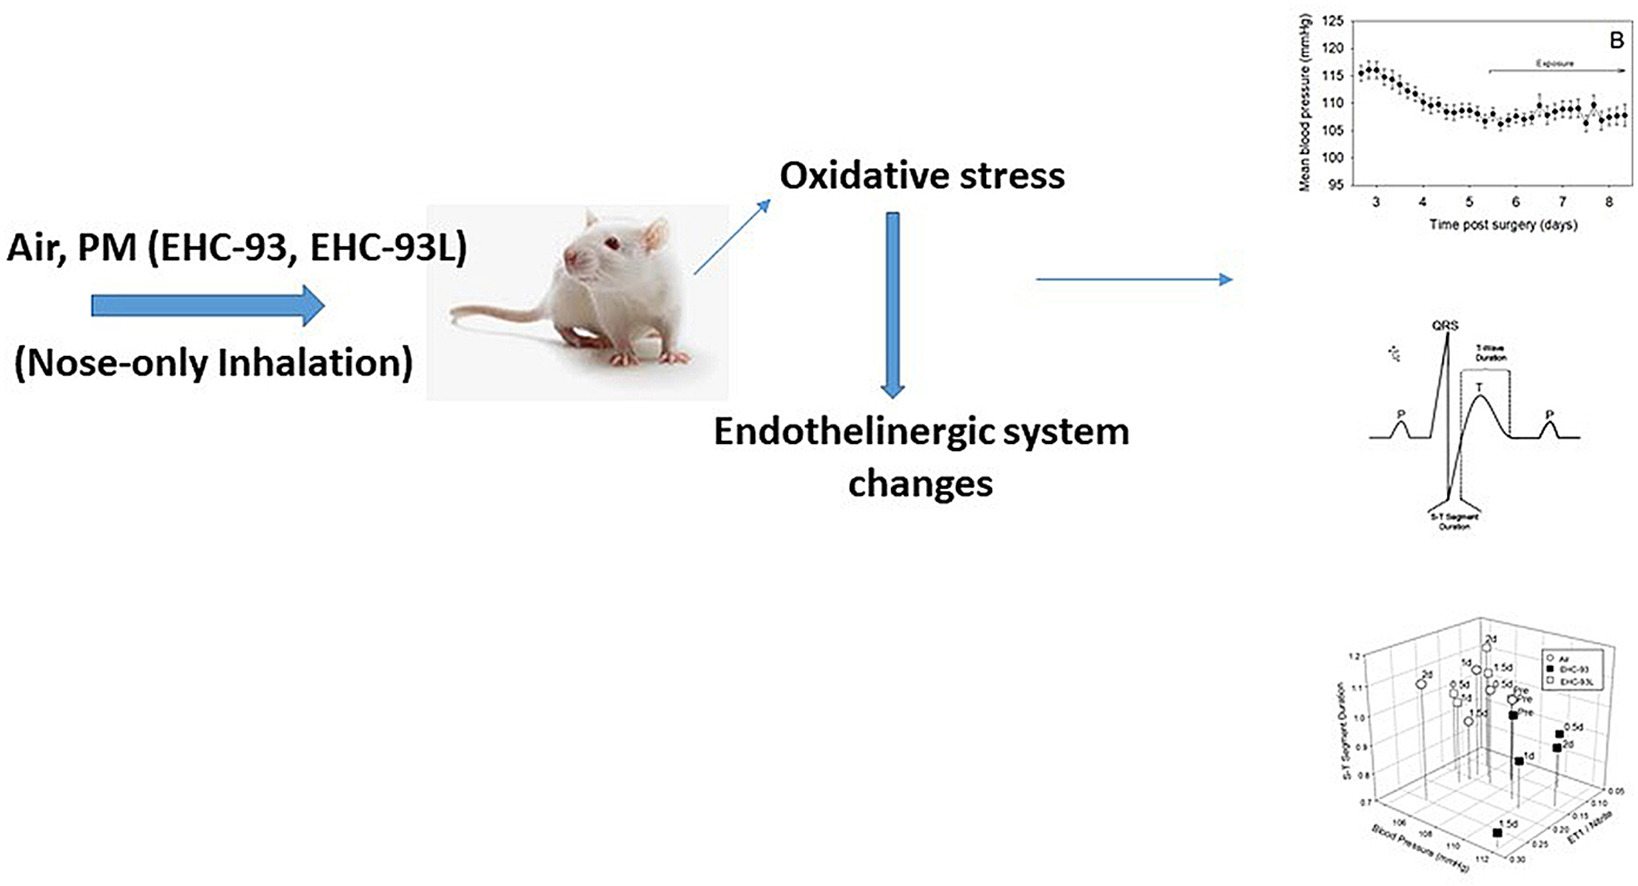 Air, PM (EHC-93, EHC-93L)
(Nose-only Inhalation)
Oxidative stress
Endothelinergic system
changes
B
Exposure
Mean blood pressure (mmHg)
125
120
115
110
105
100
95
3 4 5 6 7 8
Time post surgery (days)
QRS
T-Wave
Duration
P
T
P
S-T Segment
Duration
S-T Segment Duration
1.2
1.1
1.0
0.9
0.8
0.7
Air
EHC-93
EHC-93L
2d
2d
1d
1.5d
0.5d
0.5d
1d
1.5d
Pre
Pre
Pre
0.5d
2d
1d
1.5d
106
108
110
112
Blood Pressure (mmHg)
0.05
0.10
0.15
0.20
0.25
0.30
ET1 / Nitrite